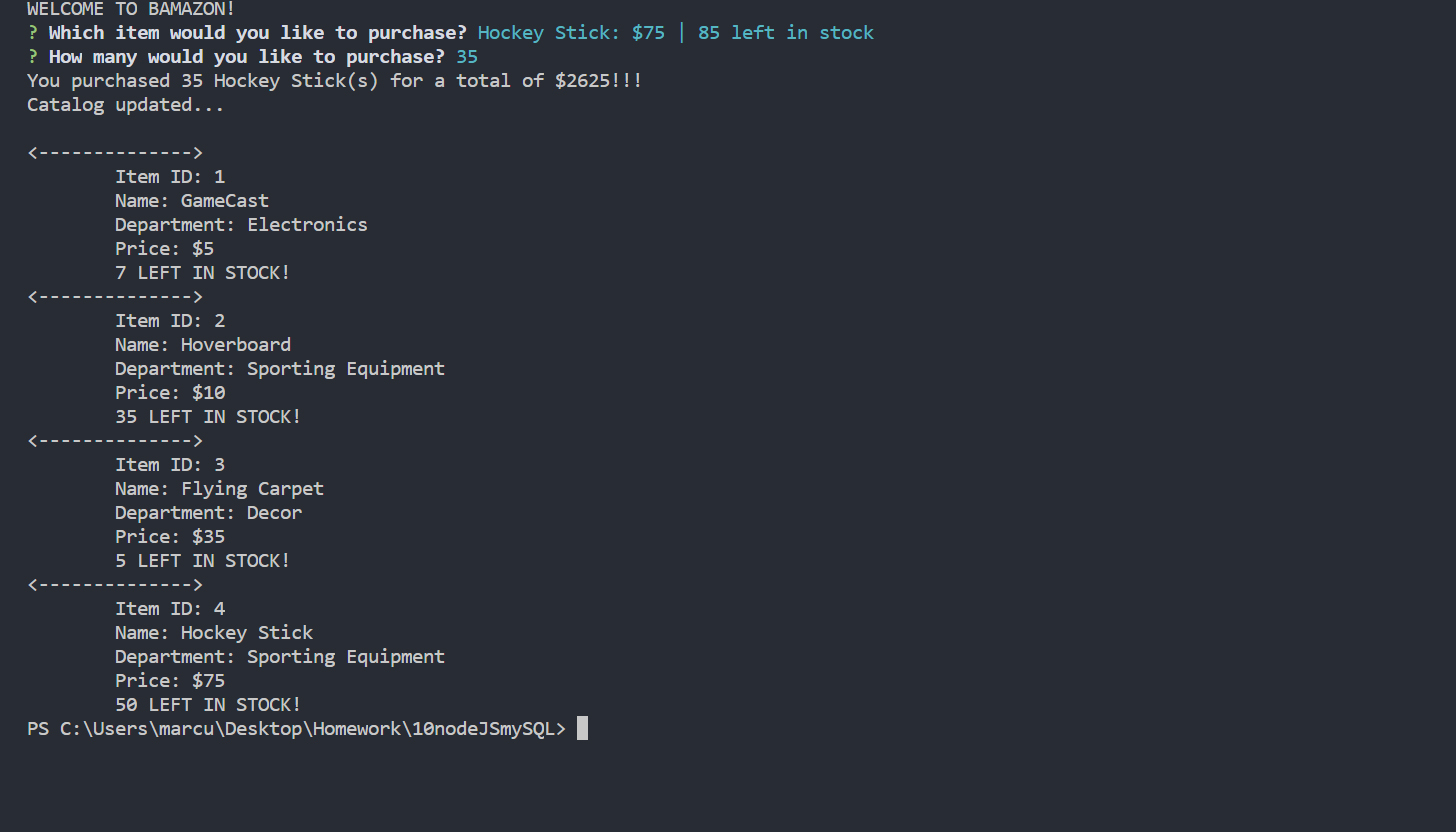 WELCOME TO BAMAZON!
? Which item would you like to purchase? Hockey Stick: $75 | 85 left in stock
? How many would you like to purchase? 35
You purchased 35 Hockey Stick(s) for a total of $2625!!!
Catalog updated...
<-------------->
Item ID: 1
Name: GameCast
Department: Electronics
Price: $5
7 LEFT IN STOCK!
<-------------->
Item ID: 2
Name: Hoverboard
Department: Sporting Equipment
Price: $10
35 LEFT IN STOCK!
<-------------->
Item ID: 3
Name: Flying Carpet
Department: Decor
Price: $35
5 LEFT IN STOCK!
<-------------->
Item ID: 4
Name: Hockey Stick
Department: Sporting Equipment
Price: $75
50 LEFT IN STOCK!
PS C:\Users\marcu\Desktop\Homework\10nodeJSmySQL>